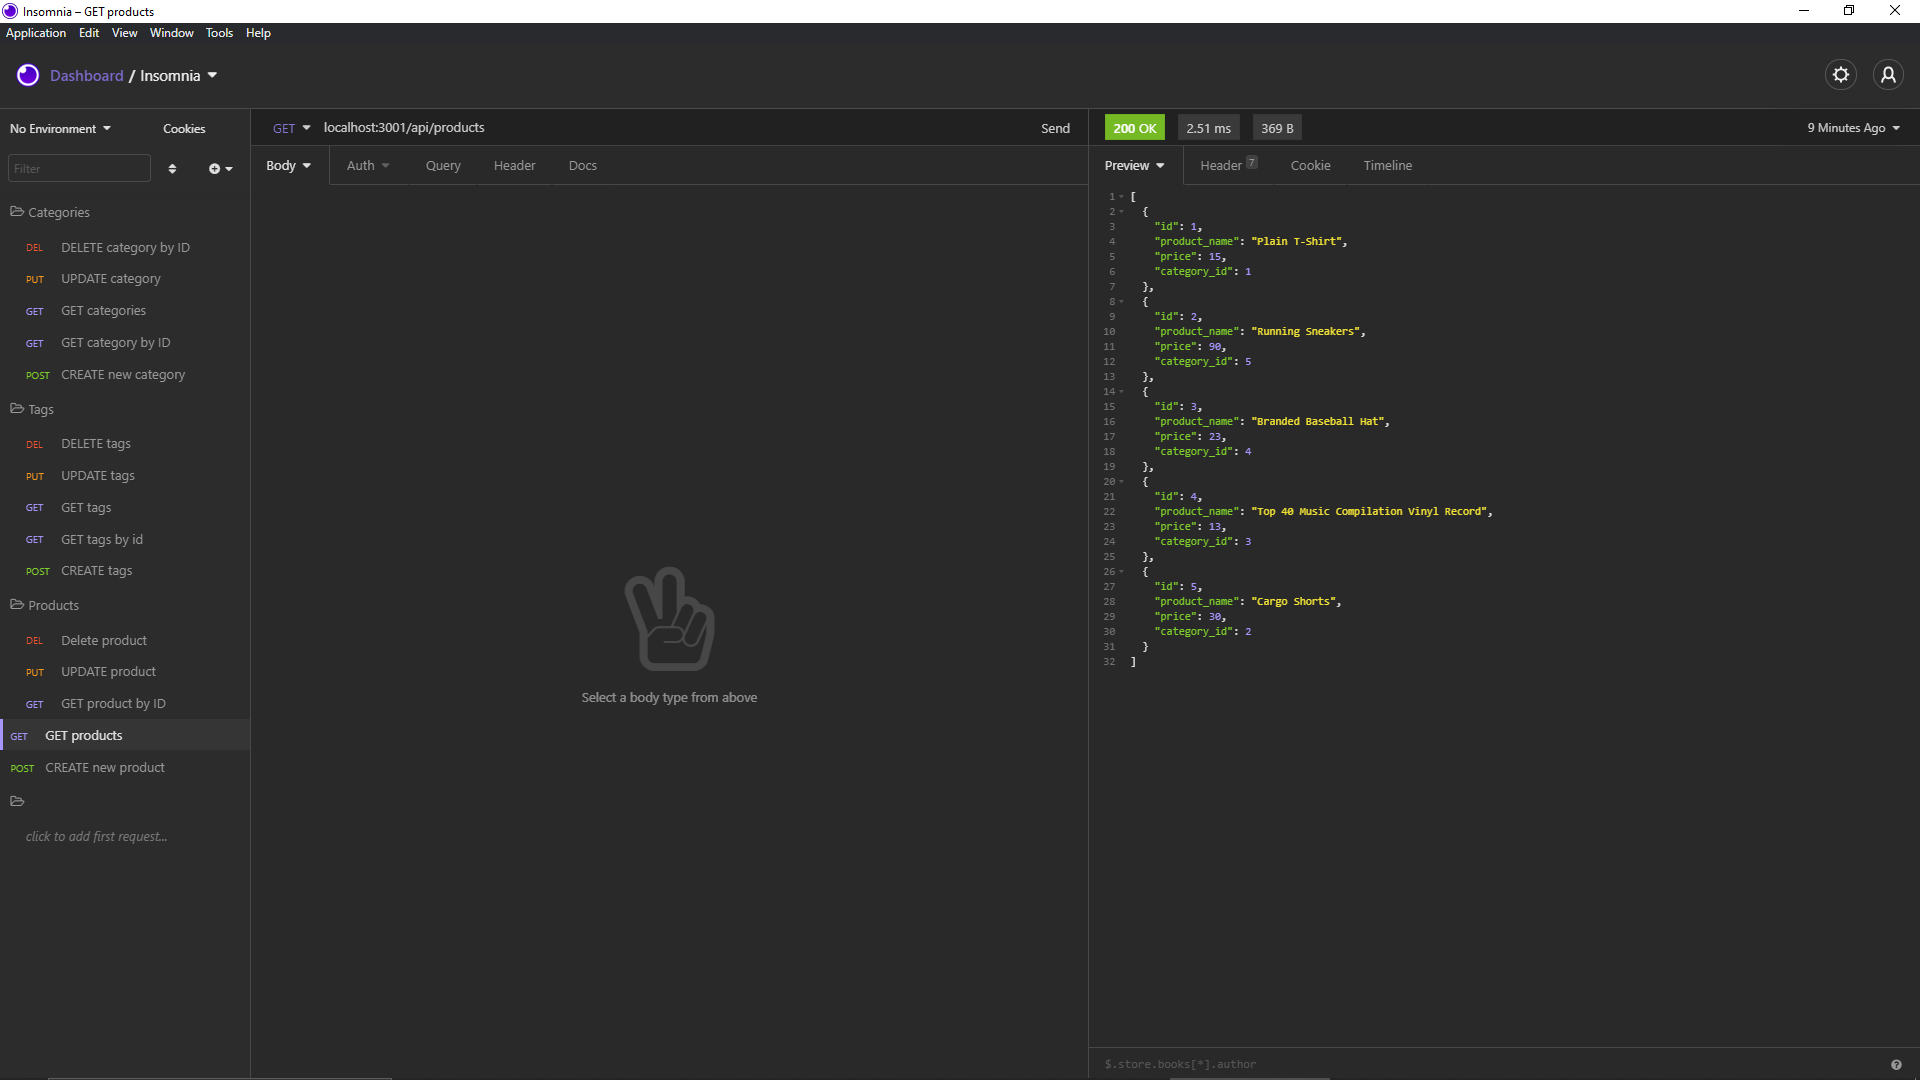 Insomnia – GET products
Application Edit View Window Tools Help
Dashboard / Insomnia
No Environment Cookies
Filter
Categories
DEL DELETE category by ID
PUT UPDATE category
GET GET categories
GET GET category by ID
POST CREATE new category
Tags
DEL DELETE tags
PUT UPDATE tags
GET GET tags
GET GET tags by id
POST CREATE tags
Products
DEL Delete product
PUT UPDATE product
GET GET product by ID
GET GET products
POST CREATE new product
click to add first request...
GET localhost:3001/api/products Send
Body Auth Query Header Docs
Select a body type from above
200 OK 2.51 ms 369 B 9 Minutes Ago
Preview Header 7 Cookie Timeline
1 [
2 {
3 "id": 1,
4 "product_name": "Plain T-Shirt",
5 "price": 15,
6 "category_id": 1
7 },
8 {
9 "id": 2,
10 "product_name": "Running Sneakers",
11 "price": 90,
12 "category_id": 5
13 },
14 {
15 "id": 3,
16 "product_name": "Branded Baseball Hat",
17 "price": 23,
18 "category_id": 4
19 },
20 {
21 "id": 4,
22 "product_name": "Top 40 Music Compilation Vinyl Record",
23 "price": 13,
24 "category_id": 3
25 },
26 {
27 "id": 5,
28 "product_name": "Cargo Shorts",
29 "price": 30,
30 "category_id": 2
31 }
32 ]
$.store.books[*].author